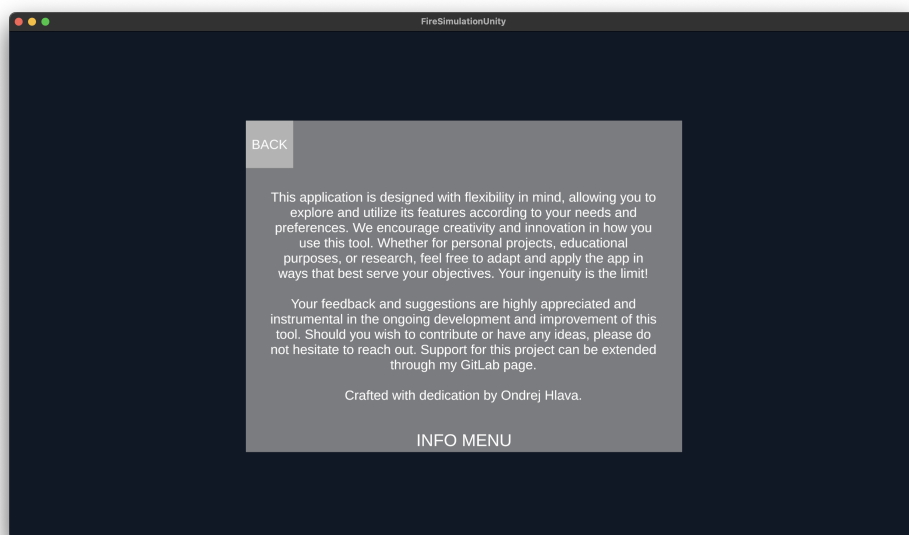 FireSimulationUnity
BACK
This application is designed with flexibility in mind, allowing you to
explore and utilize its features according to your needs and
preferences. We encourage creativity and innovation in how you
use this tool. Whether for personal projects, educational
purposes, or research, feel free to adapt and apply the app in
ways that best serve your objectives. Your ingenuity is the limit!
Your feedback and suggestions are highly appreciated and
instrumental in the ongoing development and improvement of this
tool. Should you wish to contribute or have any ideas, please do
not hesitate to reach out. Support for this project can be extended
through my GitLab page.
Crafted with dedication by Ondrej Hlava.
INFO MENU